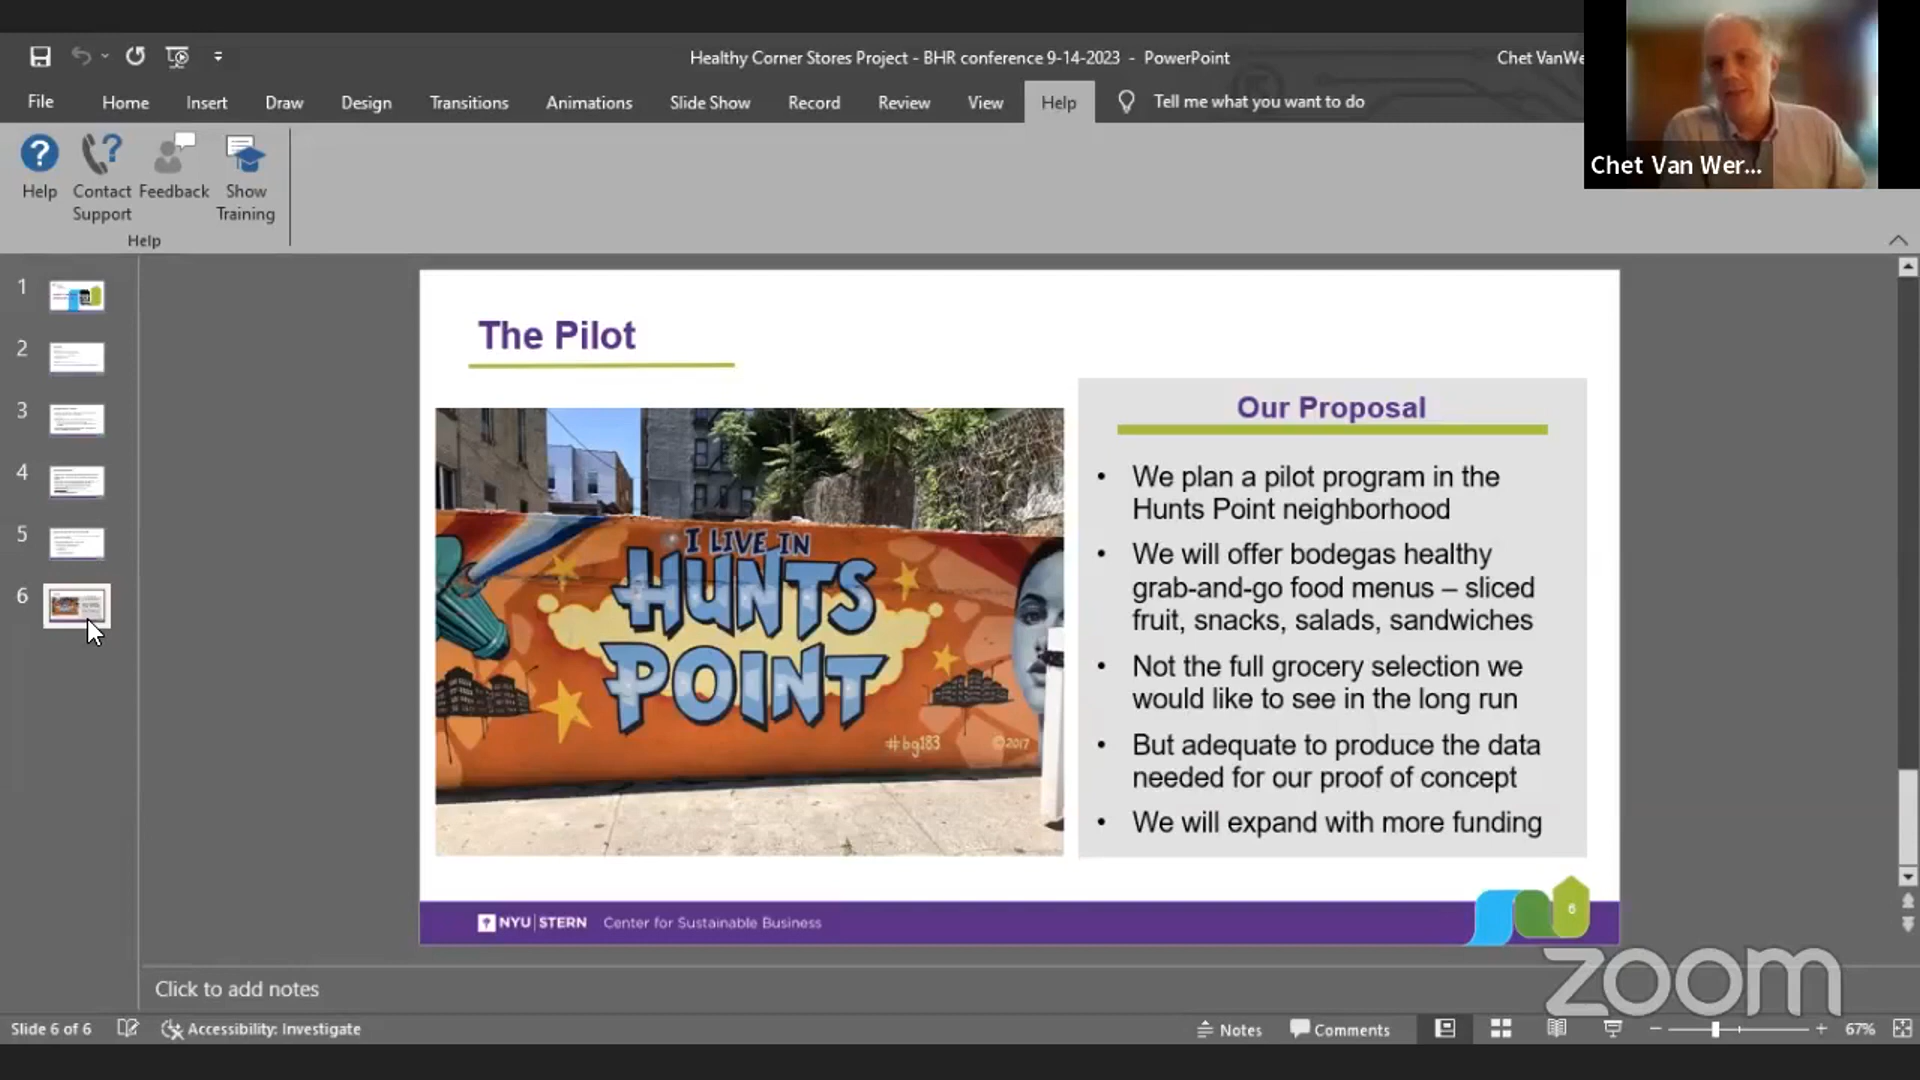 Healthy Corner Stores Project - BHR conference 9-14-2023 - PowerPoint
Chet VanWe
File Home Insert Draw Design Transitions Animations Slide Show Record Review View Help Tell me what you want to do
Help Contact Support Feedback Show Training
Help
Chet Van Wer...
1
2
3
4
5
6
The Pilot
I LIVE IN
HUNTS
POINT
#bg183 ©2017
Our Proposal
• We plan a pilot program in the
Hunts Point neighborhood
• We will offer bodegas healthy
grab-and-go food menus – sliced
fruit, snacks, salads, sandwiches
• Not the full grocery selection we
would like to see in the long run
• But adequate to produce the data
needed for our proof of concept
• We will expand with more funding
NYU | STERN Center for Sustainable Business
6
zoom
Click to add notes
Slide 6 of 6 Accessibility: Investigate Notes Comments 67%